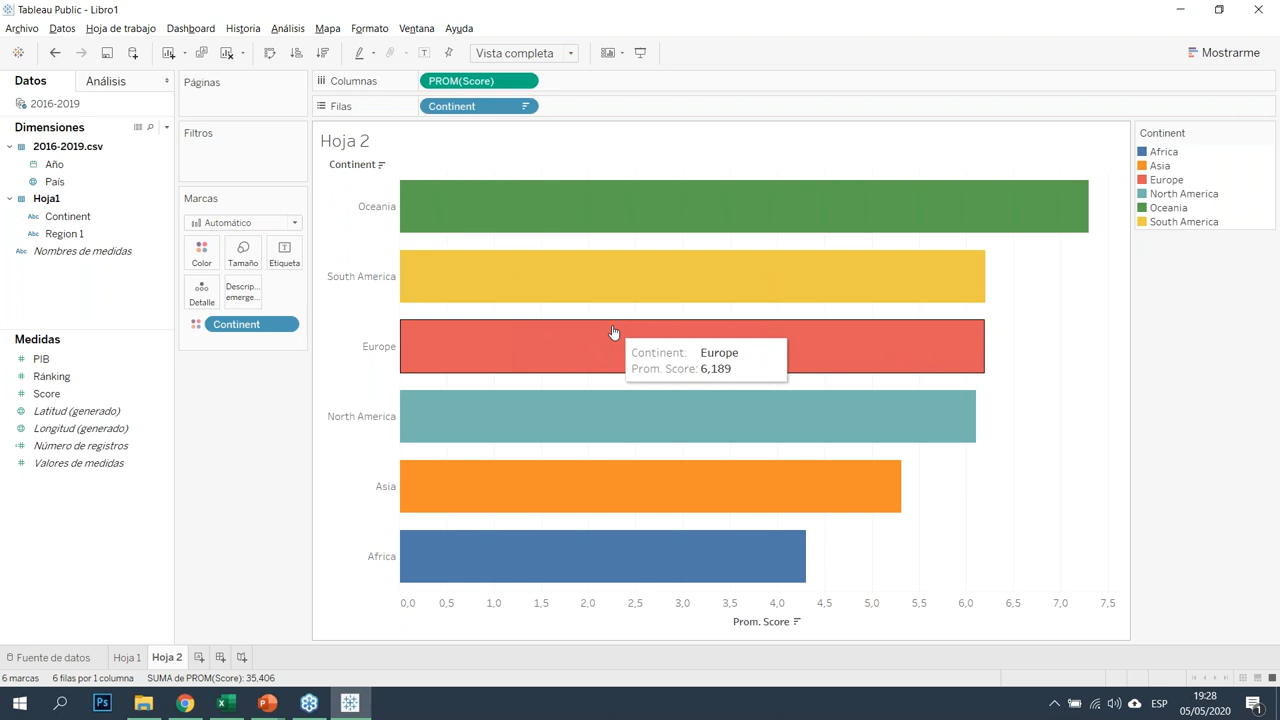 Tableau Public - Libro1
Archivo Datos Hoja de trabajo Dashboard Historia Análisis Mapa Formato Ventana Ayuda
Vista completa
Mostrarme
Datos
Análisis
2016-2019
Dimensiones
2016-2019.csv
Año
País
Hoja1
Abc Continent
Abc Region 1
Abc Nombres de medidas
Medidas
# PIB
# Ránking
# Score
Latitud (generado)
Longitud (generado)
# Número de registros
# Valores de medidas
Páginas
Filtros
Marcas
Automático
Color
Tamaño
T
Etiqueta
Detalle
Descrip...
emerge...
Continent
Columnas
PROM(Score)
Filas
Continent
Hoja 2
Continent
Oceania
South America
Europe
North America
Asia
Africa
Continent: Europe
Prom. Score: 6,189
0,0 0,5 1,0 1,5 2,0 2,5 3,0 3,5 4,0 4,5 5,0 5,5 6,0 6,5 7,0 7,5
Prom. Score
Continent
Africa
Asia
Europe
North America
Oceania
South America
Fuente de datos
Hoja 1
Hoja 2
6 marcas 6 filas por 1 columna SUMA de PROM(Score): 35,406
Ps
ESP
19:28
05/05/2020
1